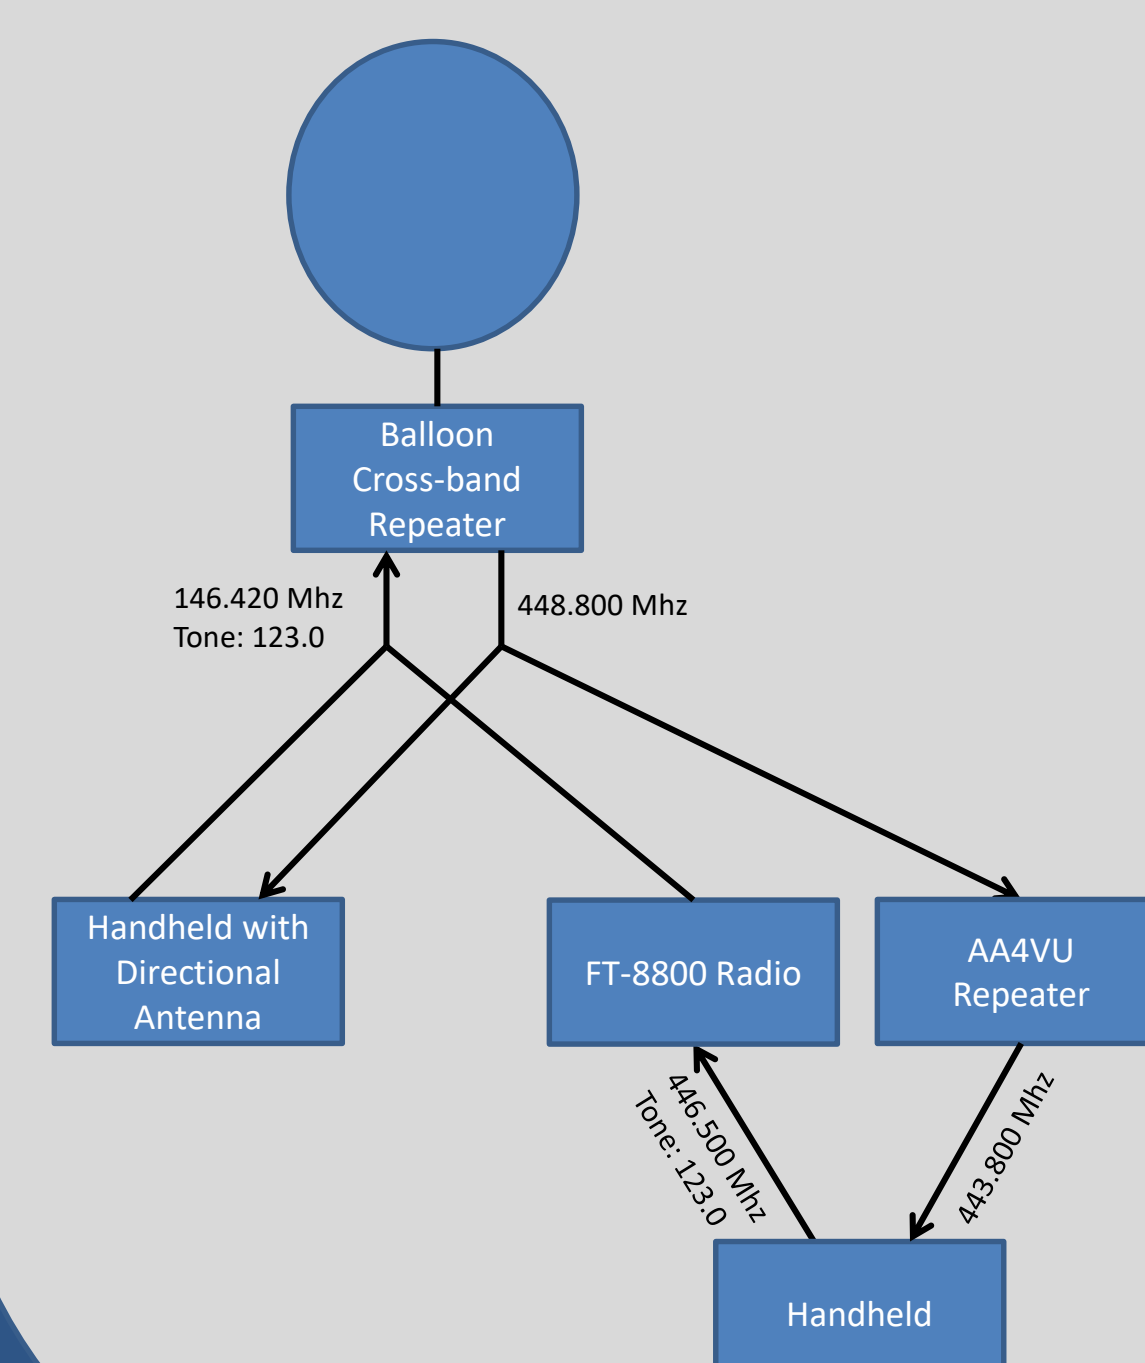 Balloon
Cross-band
Repeater
146.420 Mhz
Tone: 123.0
448.800 Mhz
Handheld with
Directional
Antenna
FT-8800 Radio
AA4VU
Repeater
446.500 Mhz
Tone: 123.0
443.800 Mhz
Handheld